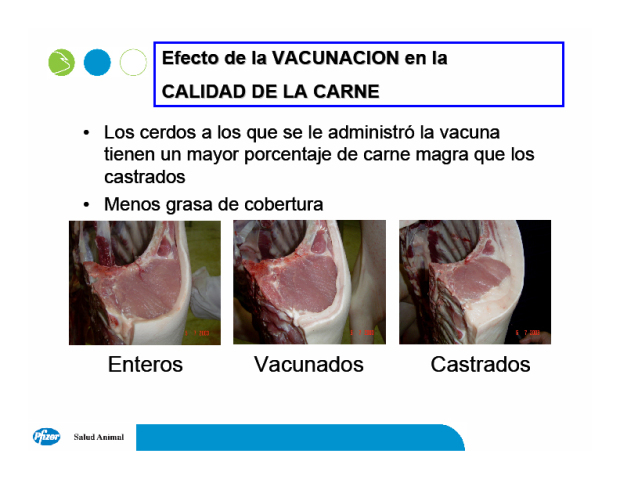 Efecto de la VACUNACION en la
CALIDAD DE LA CARNE
• Los cerdos a los que se le administró la vacuna
tienen un mayor porcentaje de carne magra que los
castrados
• Menos grasa de cobertura
Enteros
Vacunados
Castrados
Pfizer
Salud Animal